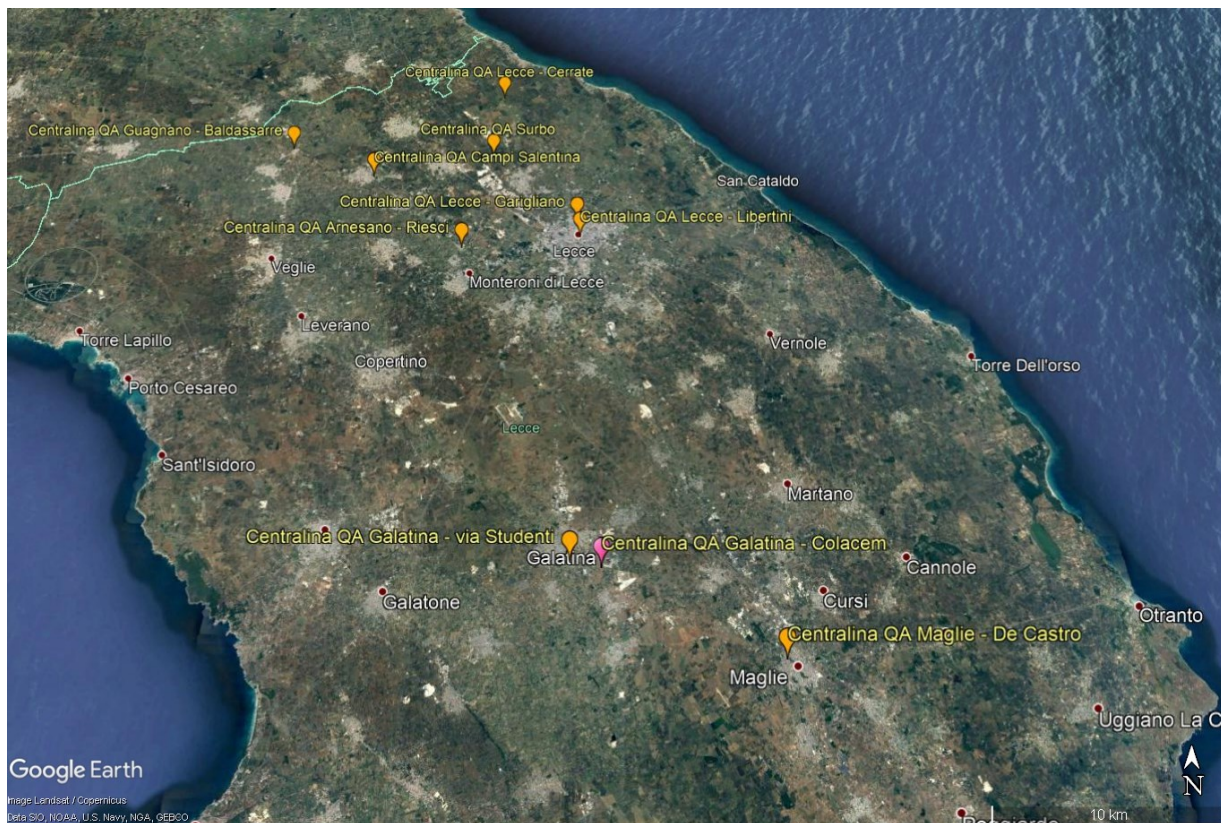 Centralina QA Lecce - Cerrate
Centralina QA Guagnano - Baldassarre
Centralina QA Surbo
Centralina QA Campi Salentina
San Cataldo
Centralina QA Lecce - Garigliano
Centralina QA Lecce - Libertini
Centralina QA Arnesano - Riesci
Lecce
Veglie
Monteroni di Lecce
Leverano
Torre Lapillo
Vernole
Copertino
Torre Dell'orso
Porto Cesareo
Lecce
Sant'Isidoro
Martano
Centralina QA Galatina - via Studenti
Centralina QA Galatina - Colacem
Galatina
Cannole
Galatone
Cursi
Otranto
Centralina QA Maglie - De Castro
Maglie
Uggiano La C
Google Earth
N
Image Landsat / Copernicus
Data SIO, NOAA, U.S. Navy, NGA, GEBCO
10 km